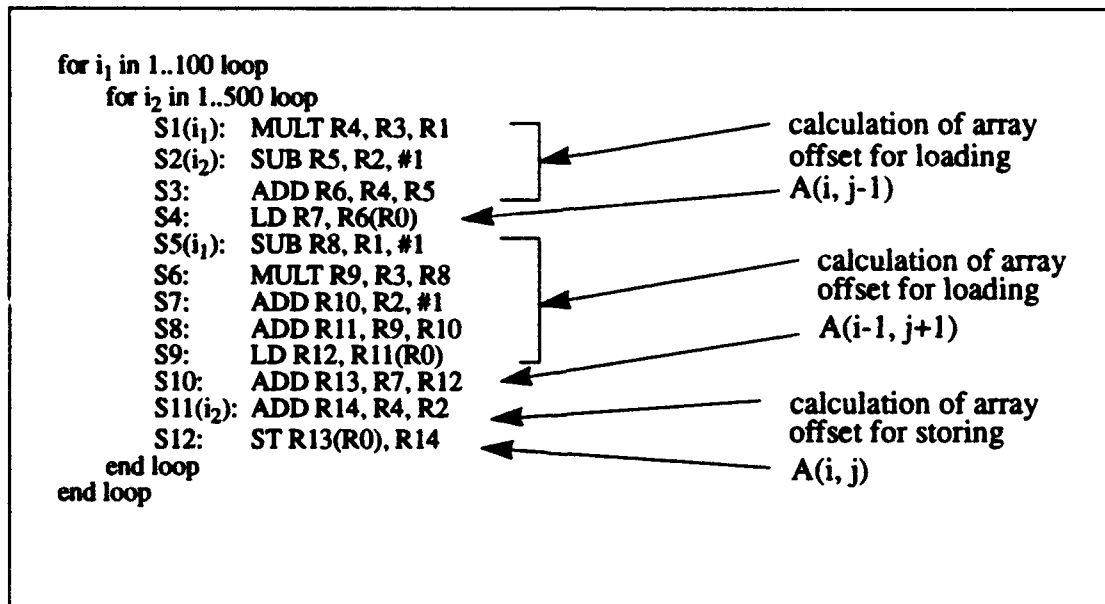 for i1 in 1..100 loop
for i2 in 1..500 loop
S1(i1): MULT R4, R3, R1
S2(i2): SUB R5, R2, #1
S3: ADD R6, R4, R5
S4: LD R7, R6(R0)
S5(i1): SUB R8, R1, #1
S6: MULT R9, R3, R8
S7: ADD R10, R2, #1
S8: ADD R11, R9, R10
S9: LD R12, R11(R0)
S10: ADD R13, R7, R12
S11(i2): ADD R14, R4, R2
S12: ST R13(R0), R14
end loop
end loop
calculation of array
offset for loading
A(i, j-1)
calculation of array
offset for loading
A(i-1, j+1)
calculation of array
offset for storing
A(i, j)